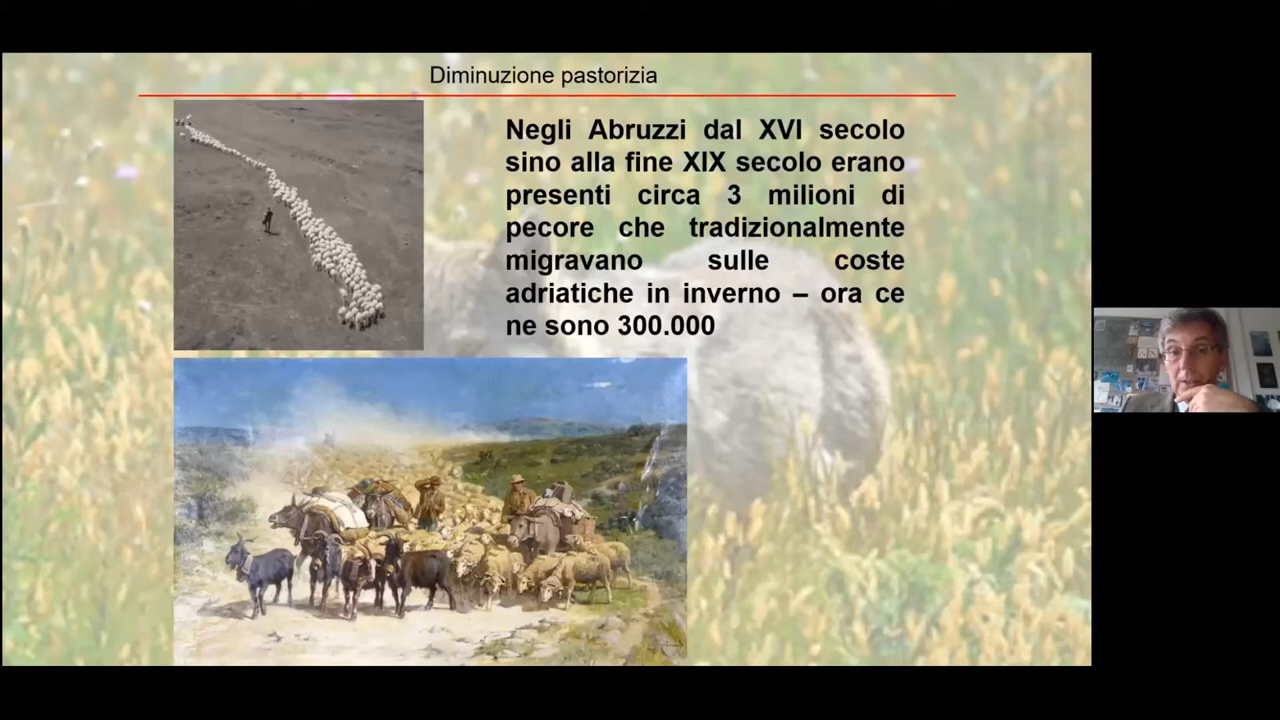 Diminuzione pastorizia
Negli Abruzzi dal XVI secolo
sino alla fine XIX secolo erano
presenti circa 3 milioni di
pecore che tradizionalmente
migravano sulle coste
adriatiche in inverno – ora ce
ne sono 300.000